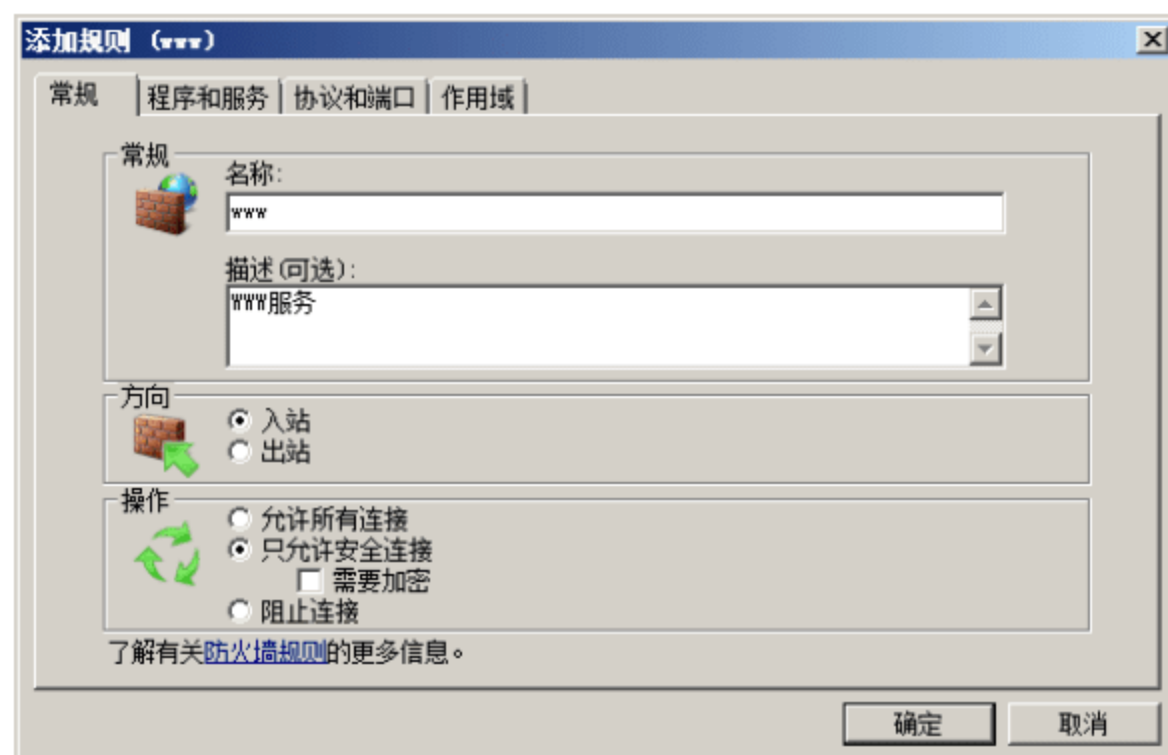 添加规则 (www)
常规 程序和服务 协议和端口 作用域
常规
名称:
www
描述(可选):
WWW服务
方向
入站
出站
操作
允许所有连接
只允许安全连接
需要加密
阻止连接
了解有关防火墙规则的更多信息。
确定 取消